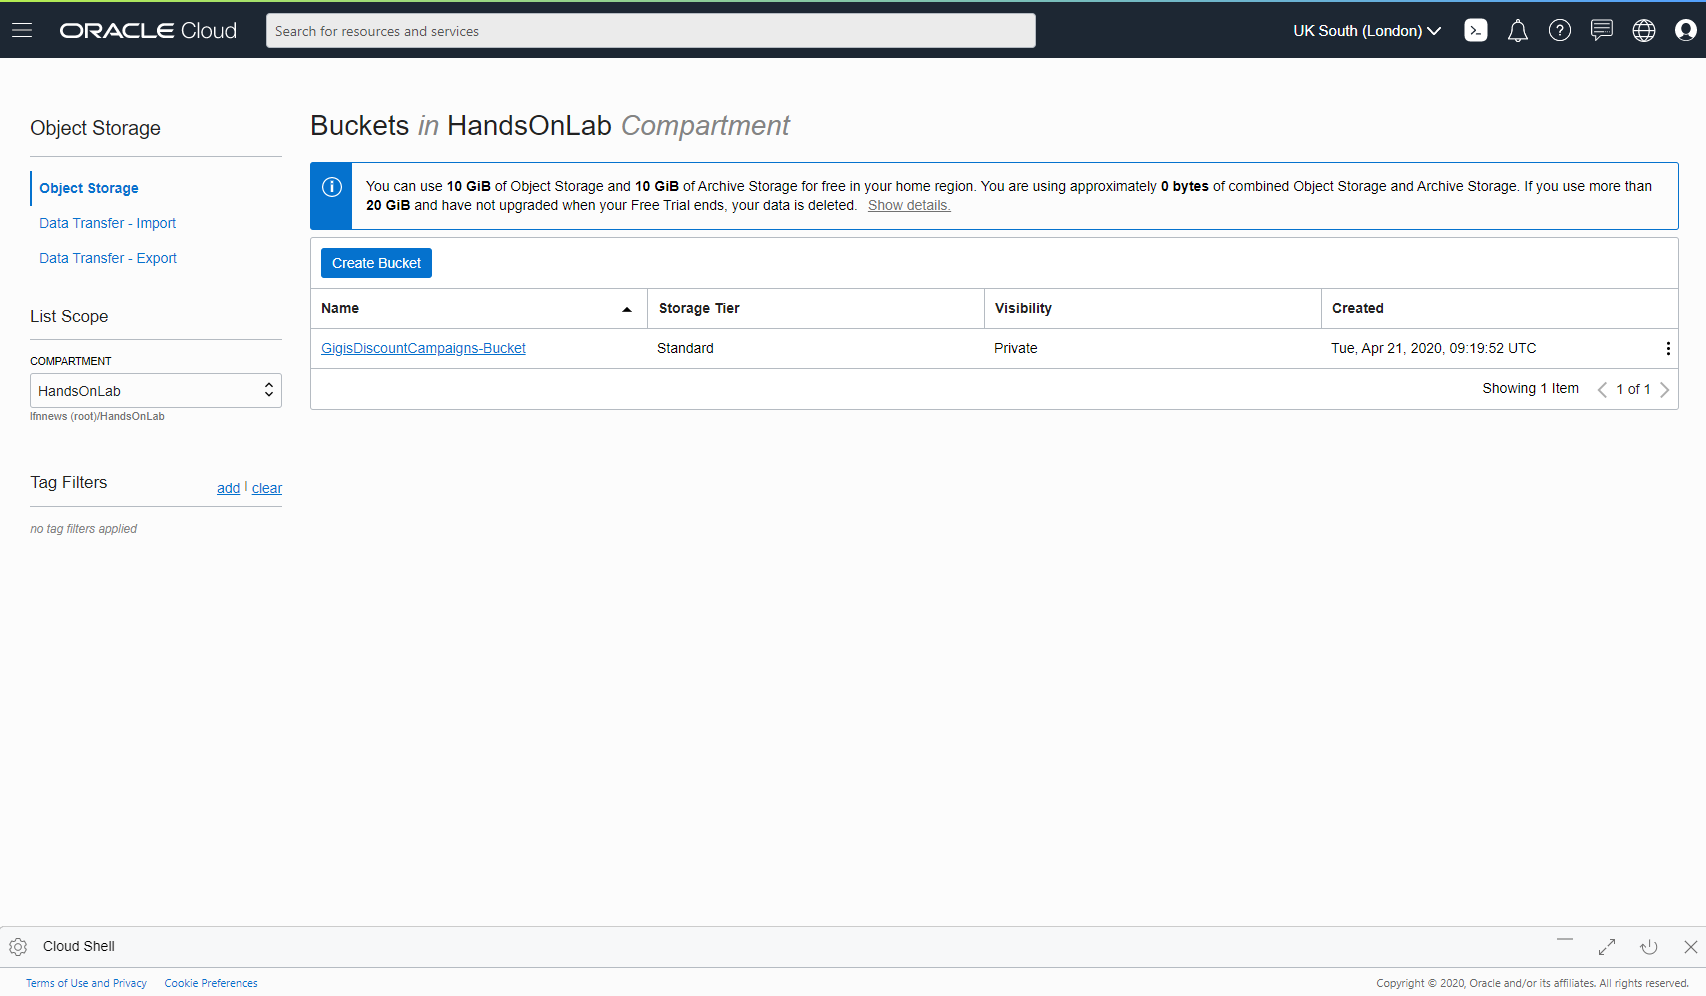 ORACLE Cloud
Search for resources and services
UK South (London)
Object Storage
Object Storage
Data Transfer - Import
Data Transfer - Export
List Scope
COMPARTMENT
HandsOnLab
lfnnews (root)/HandsOnLab
Tag Filters
add | clear
no tag filters applied
Buckets in HandsOnLab Compartment
You can use 10 GiB of Object Storage and 10 GiB of Archive Storage for free in your home region. You are using approximately 0 bytes of combined Object Storage and Archive Storage. If you use more than
20 GiB and have not upgraded when your Free Trial ends, your data is deleted. Show details.
Create Bucket
Name Storage Tier Visibility Created
GigisDiscountCampaigns-Bucket Standard Private Tue, Apr 21, 2020, 09:19:52 UTC
Showing 1 Item 1 of 1
Cloud Shell
Terms of Use and Privacy Cookie Preferences
Copyright © 2020, Oracle and/or its affiliates. All rights reserved.